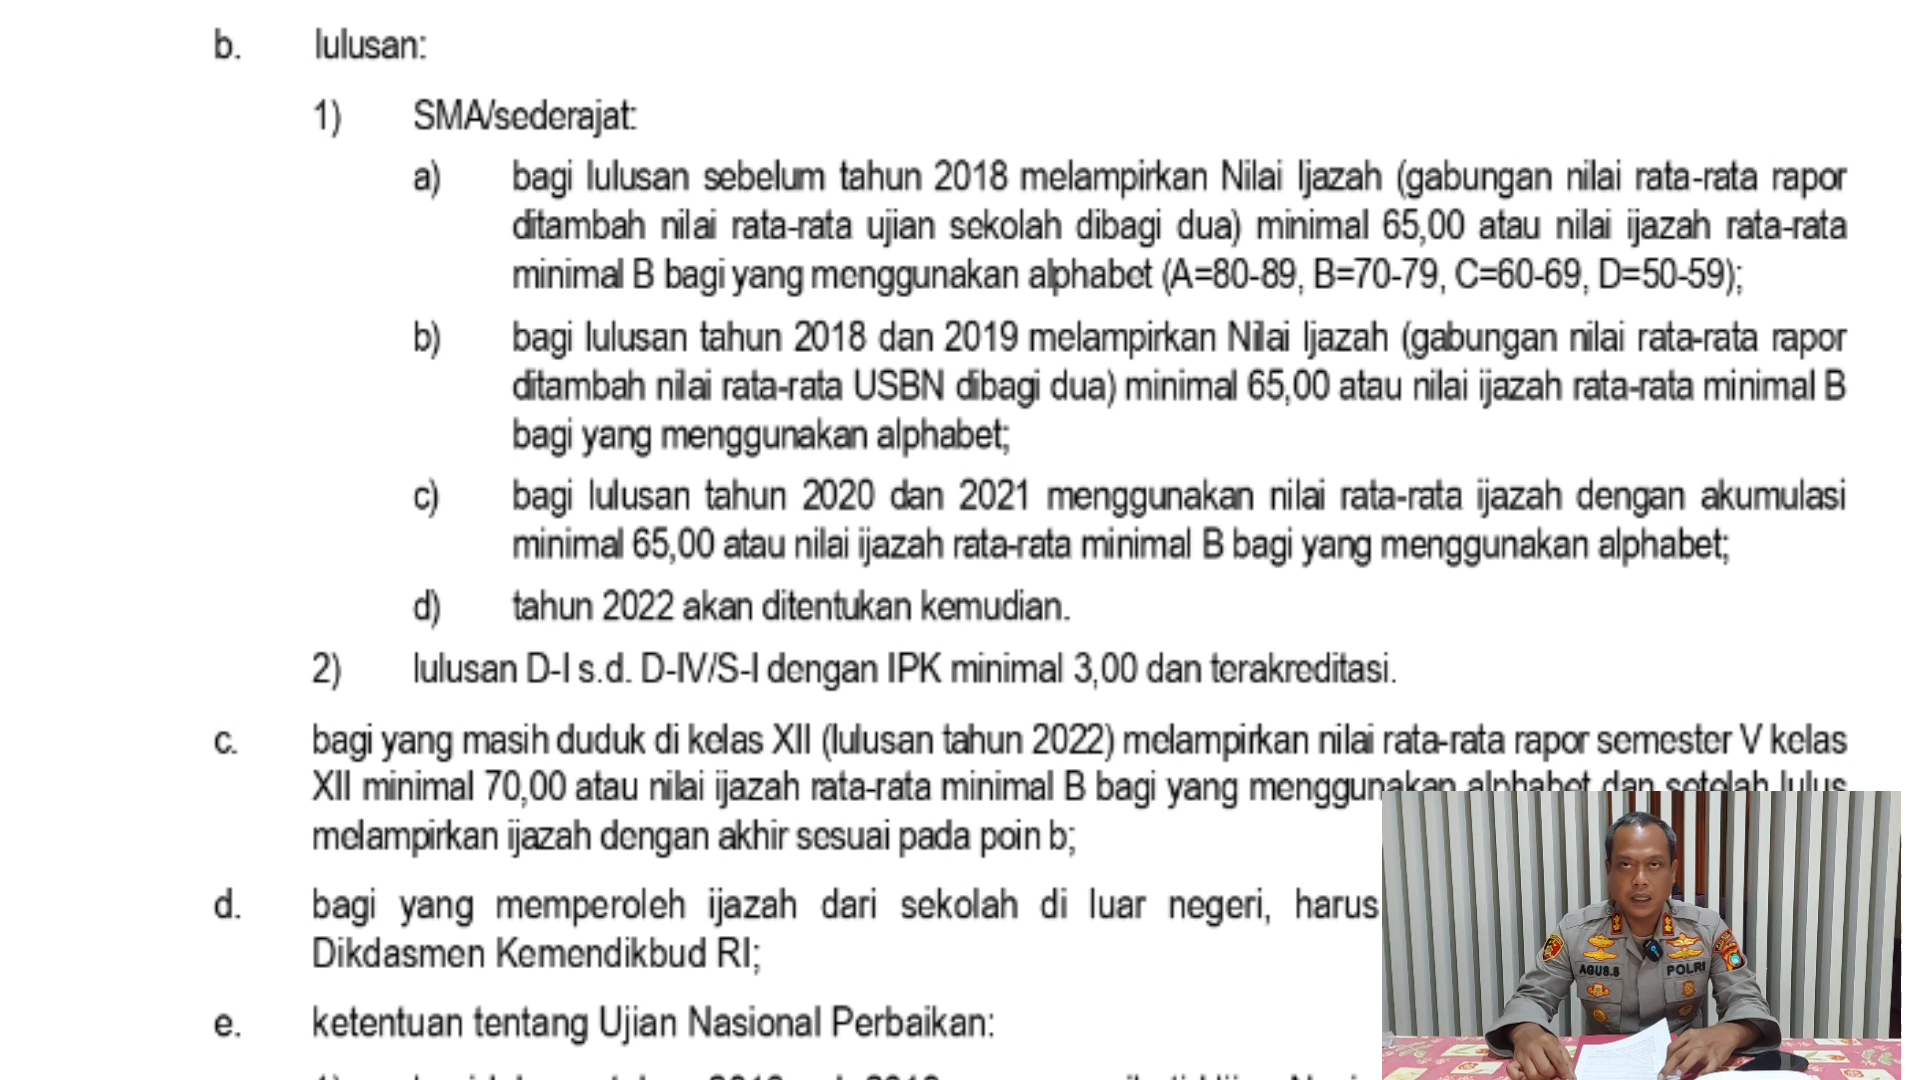 b. lulusan:
1) SMA/sederajat:
a) bagi lulusan sebelum tahun 2018 melampirkan Nilai Ijazah (gabungan nilai rata-rata rapor
ditambah nilai rata-rata ujian sekolah dibagi dua) minimal 65,00 atau nilai ijazah rata-rata
minimal B bagi yang menggunakan alphabet (A=80-89, B=70-79, C=60-69, D=50-59);
b) bagi lulusan tahun 2018 dan 2019 melampirkan Nilai Ijazah (gabungan nilai rata-rata rapor
ditambah nilai rata-rata USBN dibagi dua) minimal 65,00 atau nilai ijazah rata-rata minimal B
bagi yang menggunakan alphabet;
c) bagi lulusan tahun 2020 dan 2021 menggunakan nilai rata-rata ijazah dengan akumulasi
minimal 65,00 atau nilai ijazah rata-rata minimal B bagi yang menggunakan alphabet;
d) tahun 2022 akan ditentukan kemudian.
2) lulusan D-I s.d. D-IV/S-I dengan IPK minimal 3,00 dan terakreditasi.
c. bagi yang masih duduk di kelas XII (lulusan tahun 2022) melampirkan nilai rata-rata rapor semester V kelas
XII minimal 70,00 atau nilai ijazah rata-rata minimal B bagi yang menggunakan alphabet dan setelah lulus
melampirkan ijazah dengan akhir sesuai pada poin b;
d. bagi yang memperoleh ijazah dari sekolah di luar negeri, harus
Dikdasmen Kemendikbud RI;
e. ketentuan tentang Ujian Nasional Perbaikan:
AGUS.S POLRI